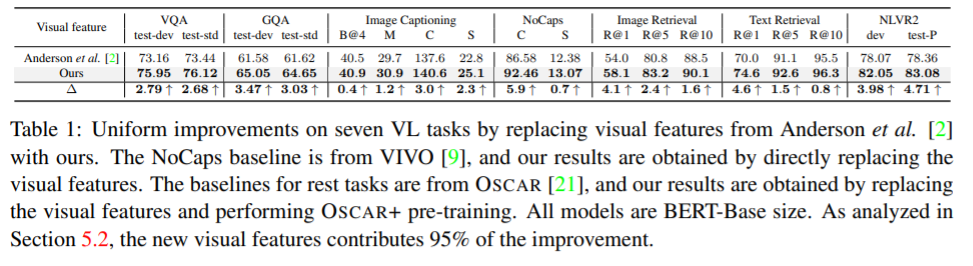 Visual feature VQA GQA Image Captioning NoCaps Image Retrieval Text Retrieval NLVR2
test-dev test-std test-dev test-std B@4 M C S C S R@1 R@5 R@10 R@1 R@5 R@10 dev test-P
Anderson et al. [2] 73.16 73.44 61.58 61.62 40.5 29.7 137.6 22.8 86.58 12.38 54.0 80.8 88.5 70.0 91.1 95.5 78.07 78.36
Ours 75.95 76.12 65.05 64.65 40.9 30.9 140.6 25.1 92.46 13.07 58.1 83.2 90.1 74.6 92.6 96.3 82.05 83.08
Δ 2.79 ↑ 2.68 ↑ 3.47 ↑ 3.03 ↑ 0.4 ↑ 1.2 ↑ 3.0 ↑ 2.3 ↑ 5.9 ↑ 0.7 ↑ 4.1 ↑ 2.4 ↑ 1.6 ↑ 4.6 ↑ 1.5 ↑ 0.8 ↑ 3.98 ↑ 4.71 ↑
Table 1: Uniform improvements on seven VL tasks by replacing visual features from Anderson et al. [2]
with ours. The NoCaps baseline is from VIVO [9], and our results are obtained by directly replacing the
visual features. The baselines for rest tasks are from OSCAR [21], and our results are obtained by replacing
the visual features and performing OSCAR+ pre-training. All models are BERT-Base size. As analyzed in
Section 5.2, the new visual features contributes 95% of the improvement.